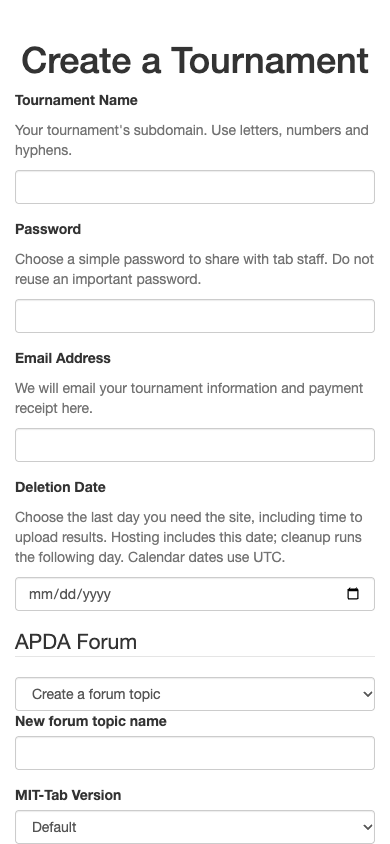 Create a Tournament
Tournament Name
Your tournament's subdomain. Use letters, numbers and
hyphens.
Password
Choose a simple password to share with tab staff. Do not
reuse an important password.
Email Address
We will email your tournament information and payment
receipt here.
Deletion Date
Choose the last day you need the site, including time to
upload results. Hosting includes this date; cleanup runs
the following day. Calendar dates use UTC.
mm/dd/yyyy
APDA Forum
Create a forum topic
New forum topic name
MIT-Tab Version
Default